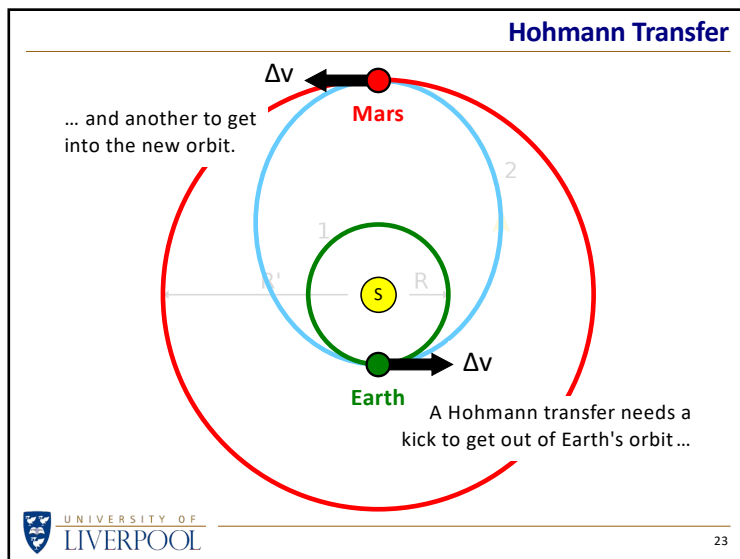 Hohmann Transfer
Δv
Mars
… and another to get
into the new orbit.
2
1
R'
R
S
Δv
Earth
A Hohmann transfer needs a
kick to get out of Earth's orbit …
UNIVERSITY OF
LIVERPOOL
23